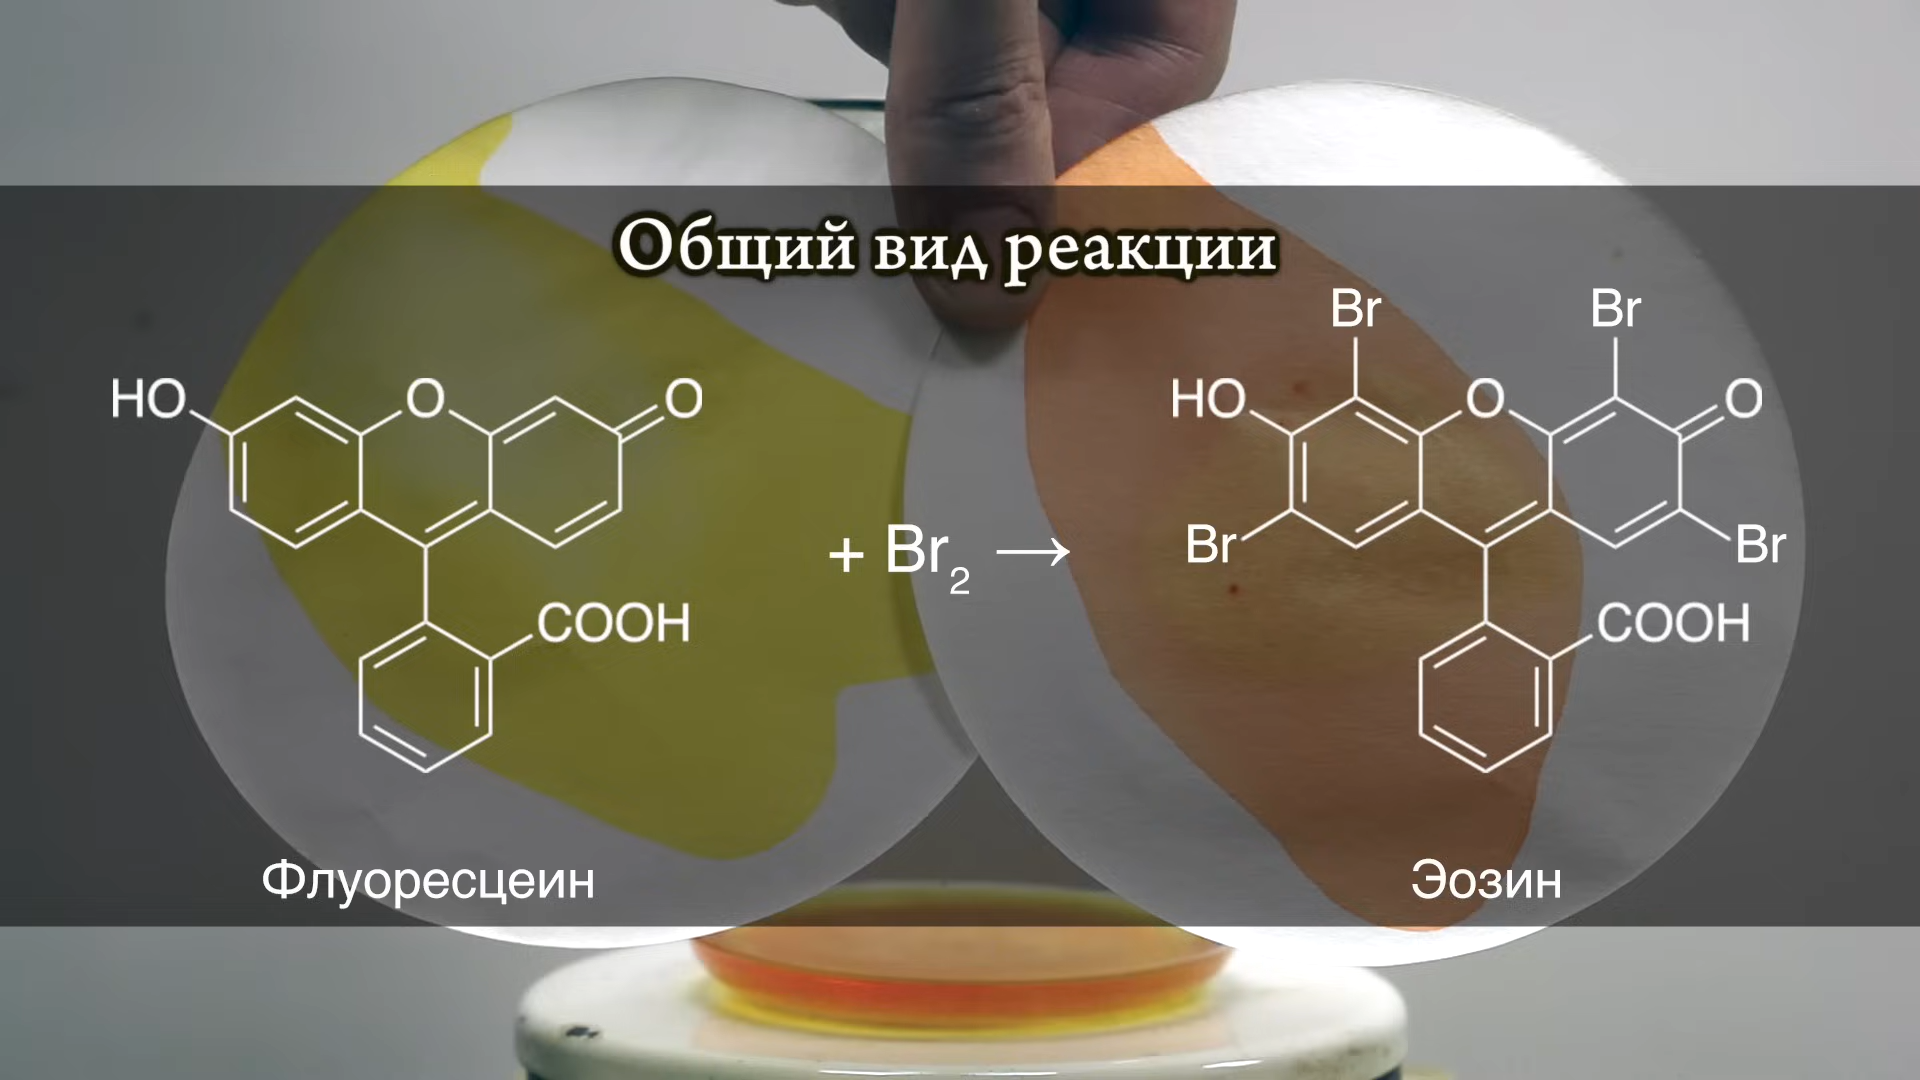 Общий вид реакции
Br Br
HO O O HO O O
Br Br
+ Br₂ →
COOH COOH
Флуоресцеин Эозин